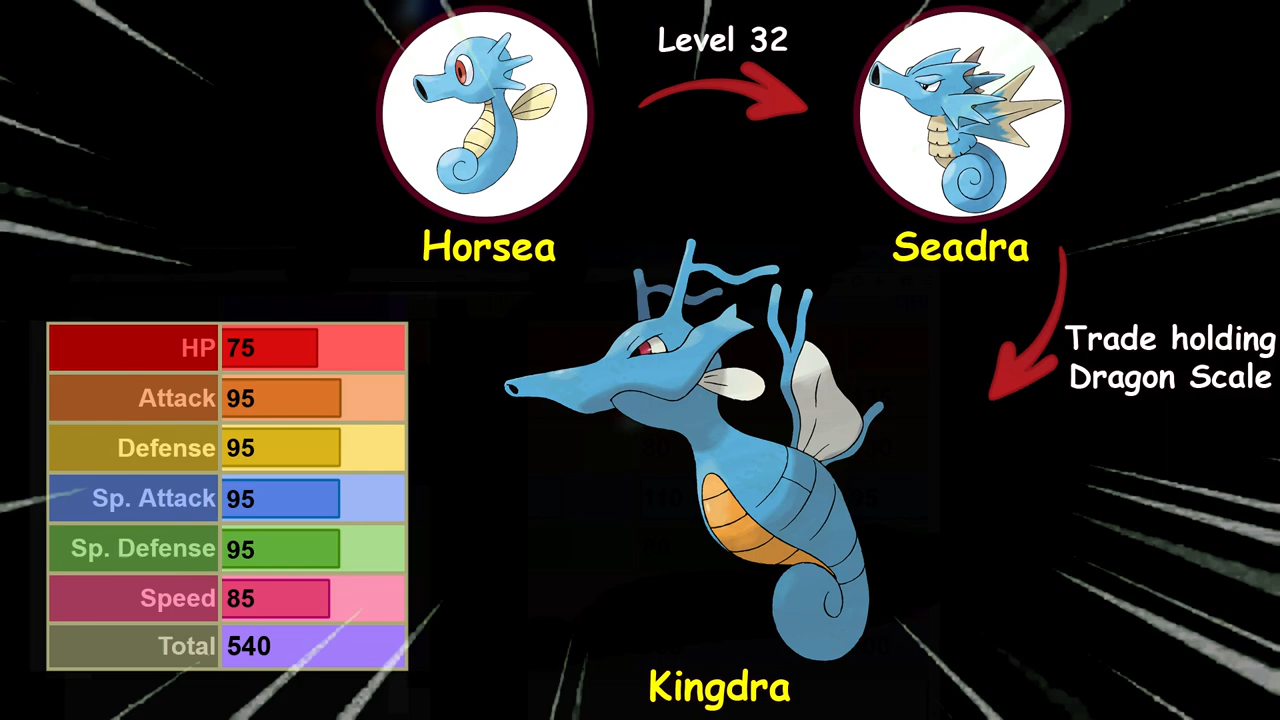 Level 32
Horsea
Seadra
Trade holding
Dragon Scale
HP 75
Attack 95
Defense 95
Sp. Attack 95
Sp. Defense 95
Speed 85
Total 540
Kingdra